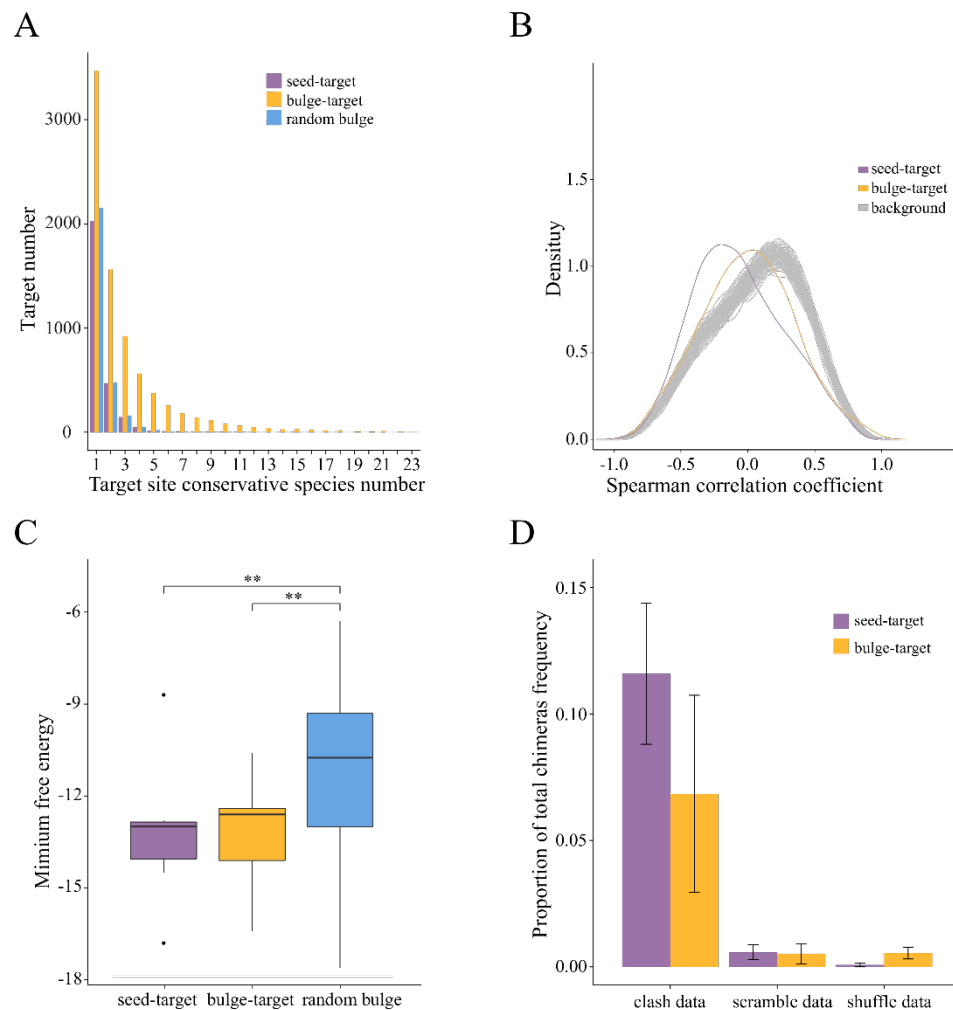 A
seed-target
bulge-target
random bulge
3000
2000
1000
0
Target number
1 3 5 7 9 11 13 15 17 19 21 23
Target site conservative species number
B
seed-target
bulge-target
background
1.5
1.0
0.5
0.0
Densituy
-1.0 -0.5 0.0 0.5 1.0
Spearman correlation coefficient
C
**
**
-6
-9
-12
-15
-18
Mimium free energy
seed-target bulge-target random bulge
D
seed-target
bulge-target
0.15
0.10
0.05
0.00
Proportion of total chimeras frequency
clash data scramble data shuffle data